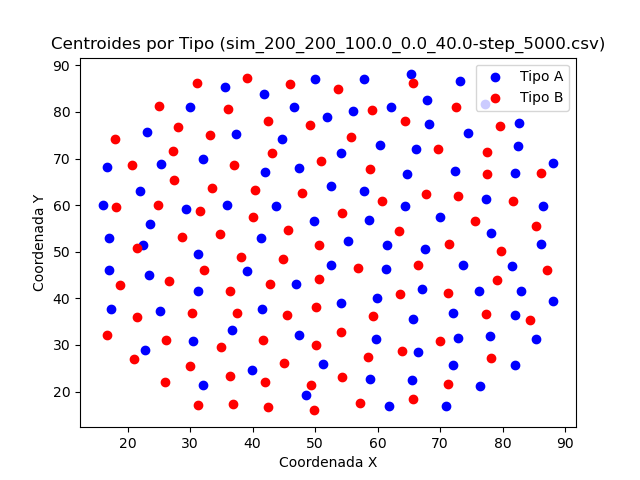 Centroides por Tipo (sim_200_200_100.0_0.0_40.0-step_5000.csv)
Tipo A
Tipo B
90
80
70
60
50
40
30
20
Coordenada Y
20 30 40 50 60 70 80 90
Coordenada X